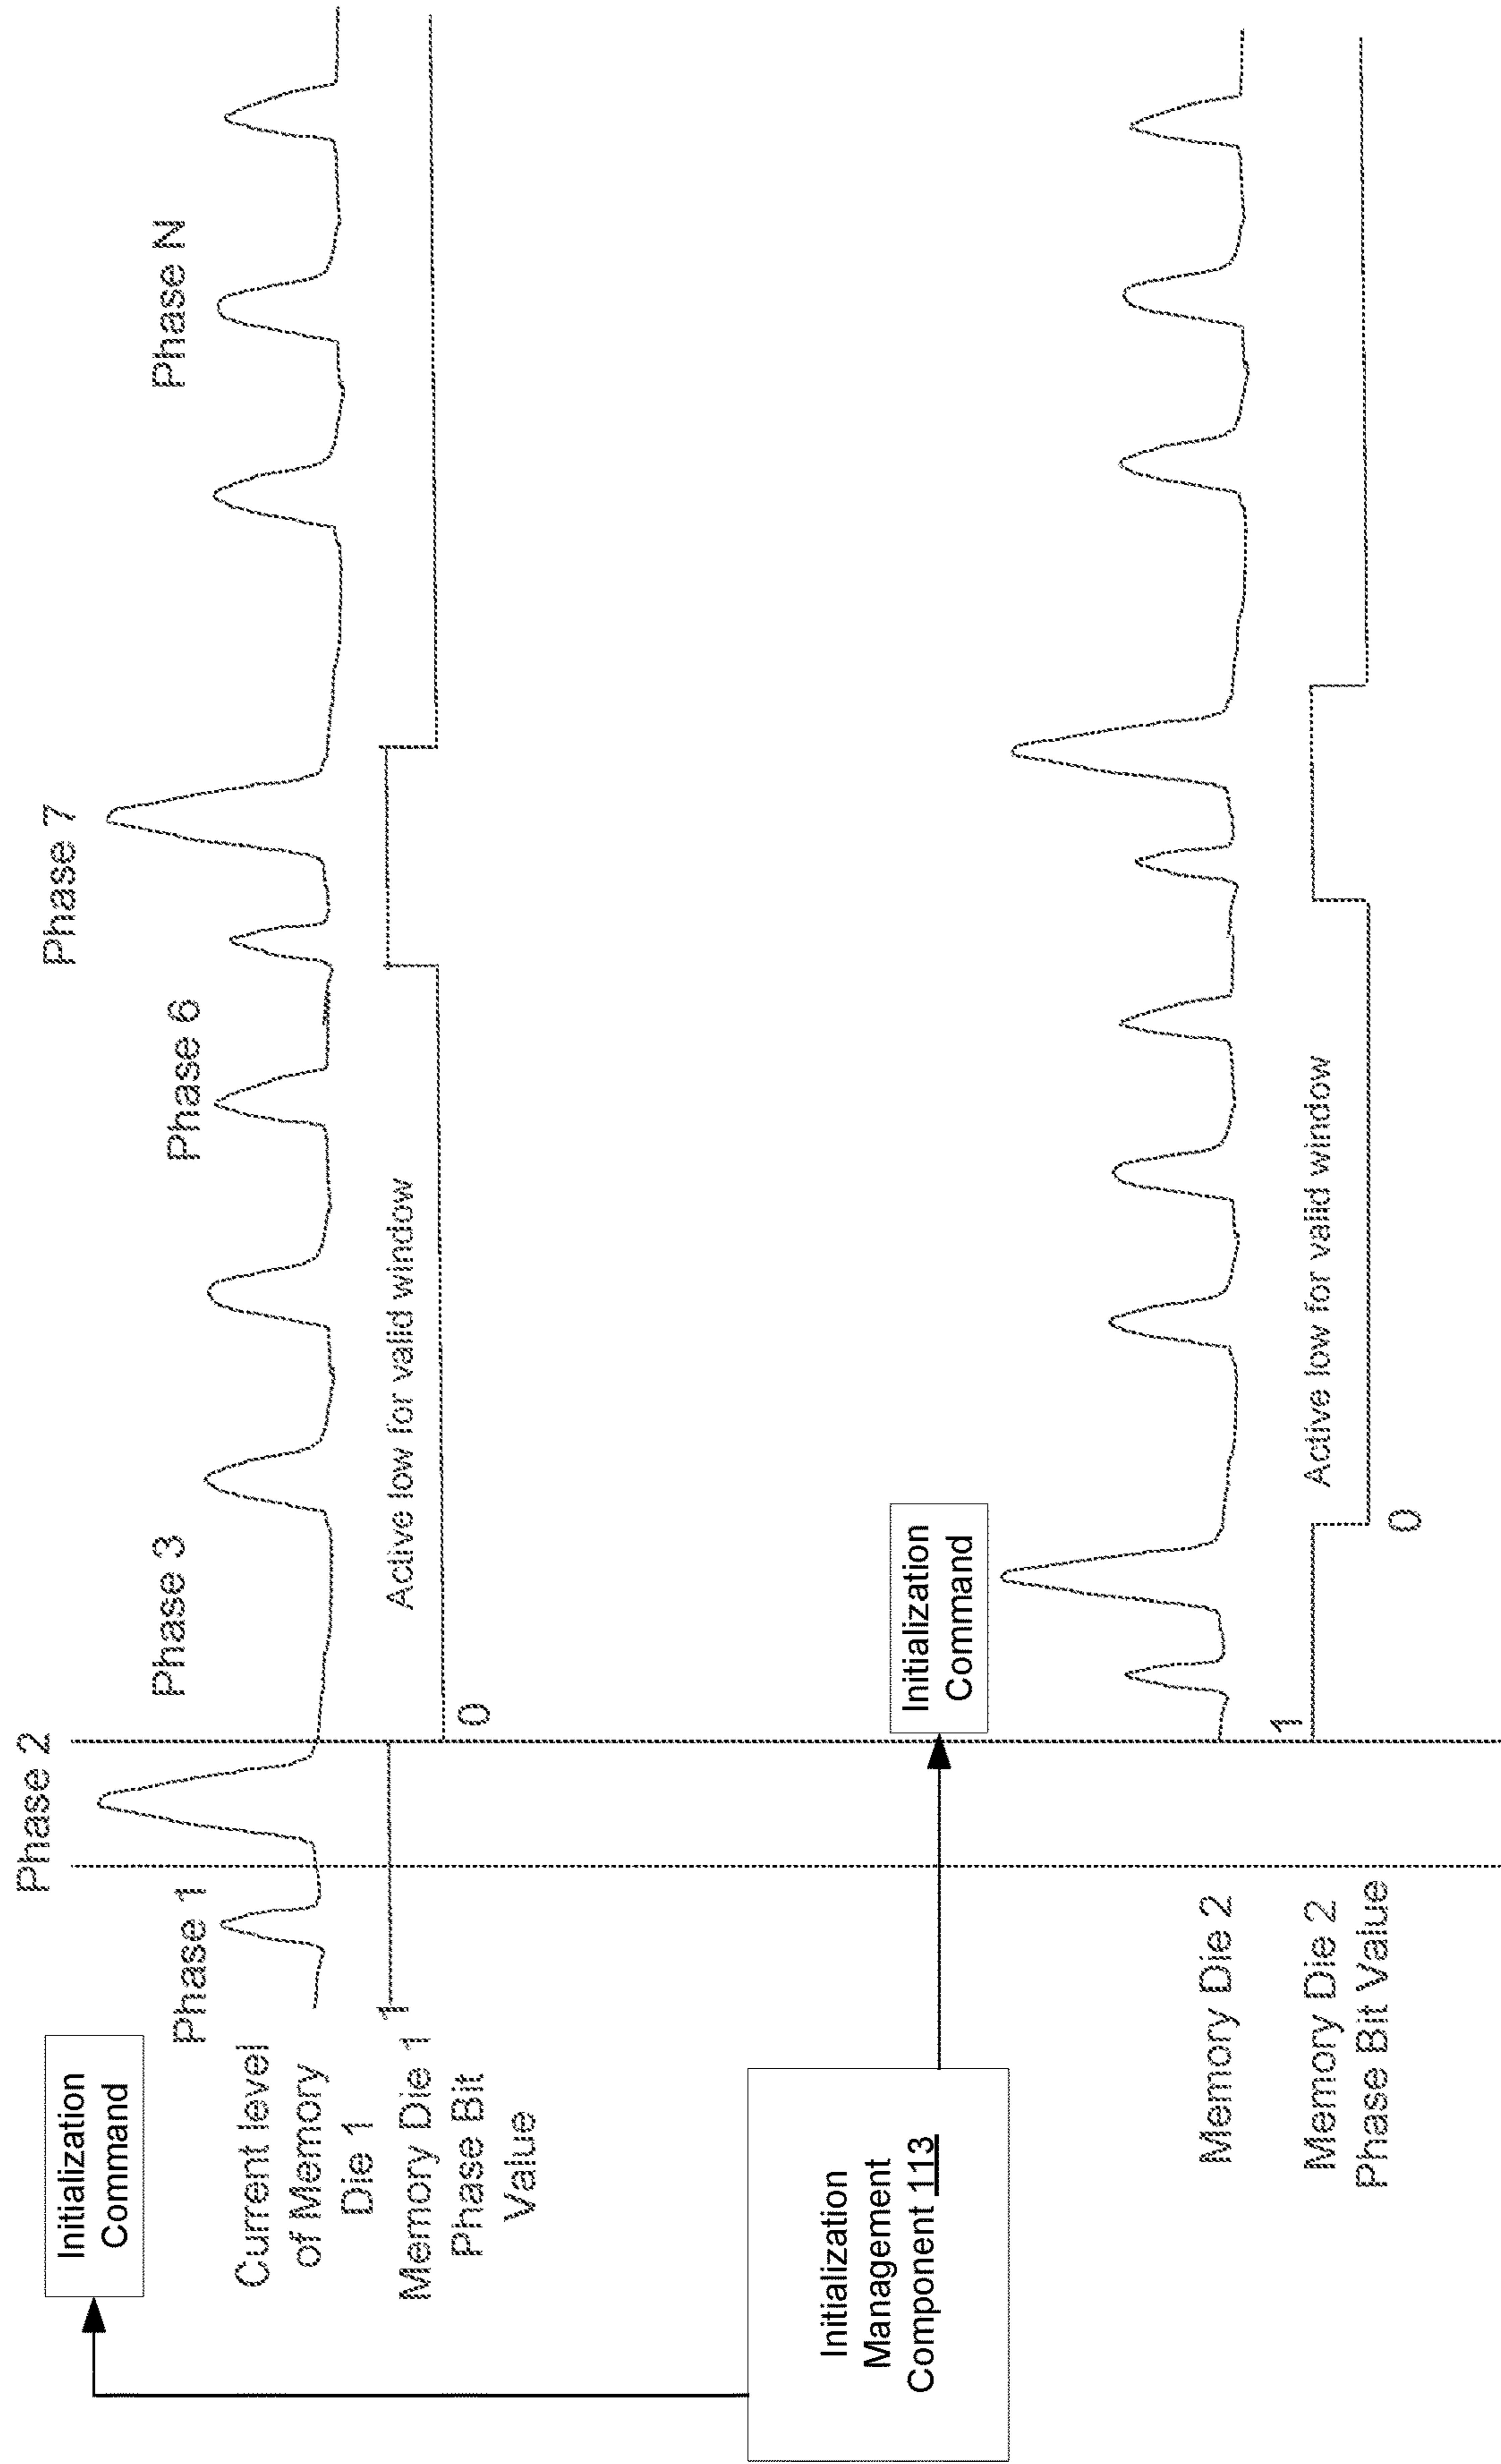 Initialization
Command
Phase 1
Phase 2
Phase 3
Phase 6
Phase 7
Phase N
Current level
of Memory
Die 1
Memory Die 1
Phase Bit
Value
1
0
Active low for valid window
Initialization
Management
Component 113
Initialization
Command
Memory Die 2
Memory Die 2
Phase Bit Value
1
0
Active low for valid window